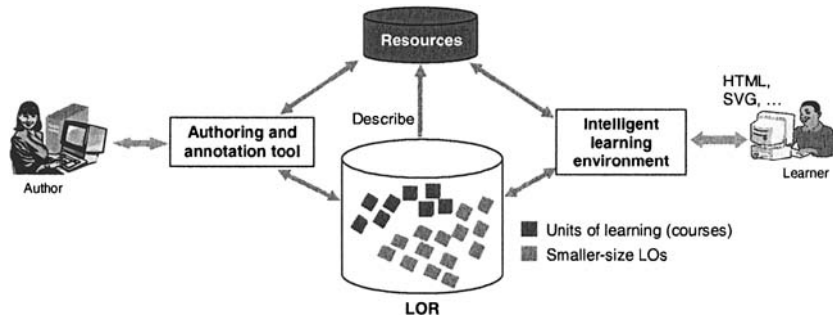 Resources
HTML,
SVG, ...
Describe
Authoring and
annotation tool
Intelligent
learning
environment
Author
Learner
Units of learning (courses)
Smaller-size LOs
LOR